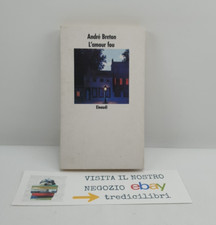 André Breton
L'amour fou
Einaudi
VISITA IL NOSTRO
NEGOZIO ebay
tredicilibri